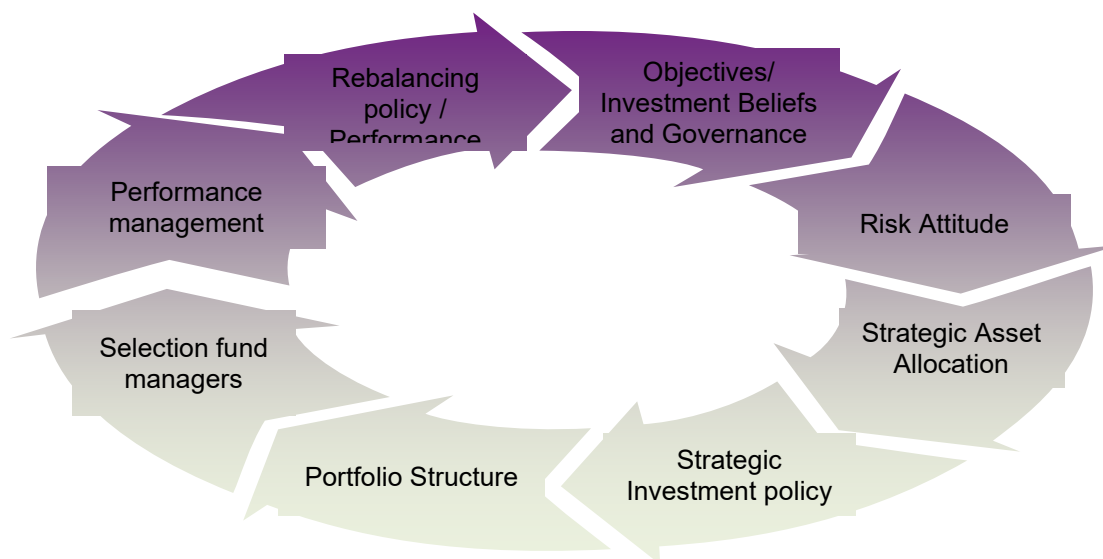 Rebalancing
policy /
Performance
Objectives/
Investment Beliefs
and Governance
Risk Attitude
Strategic Asset
Allocation
Strategic
Investment policy
Portfolio Structure
Selection fund
managers
Performance
management